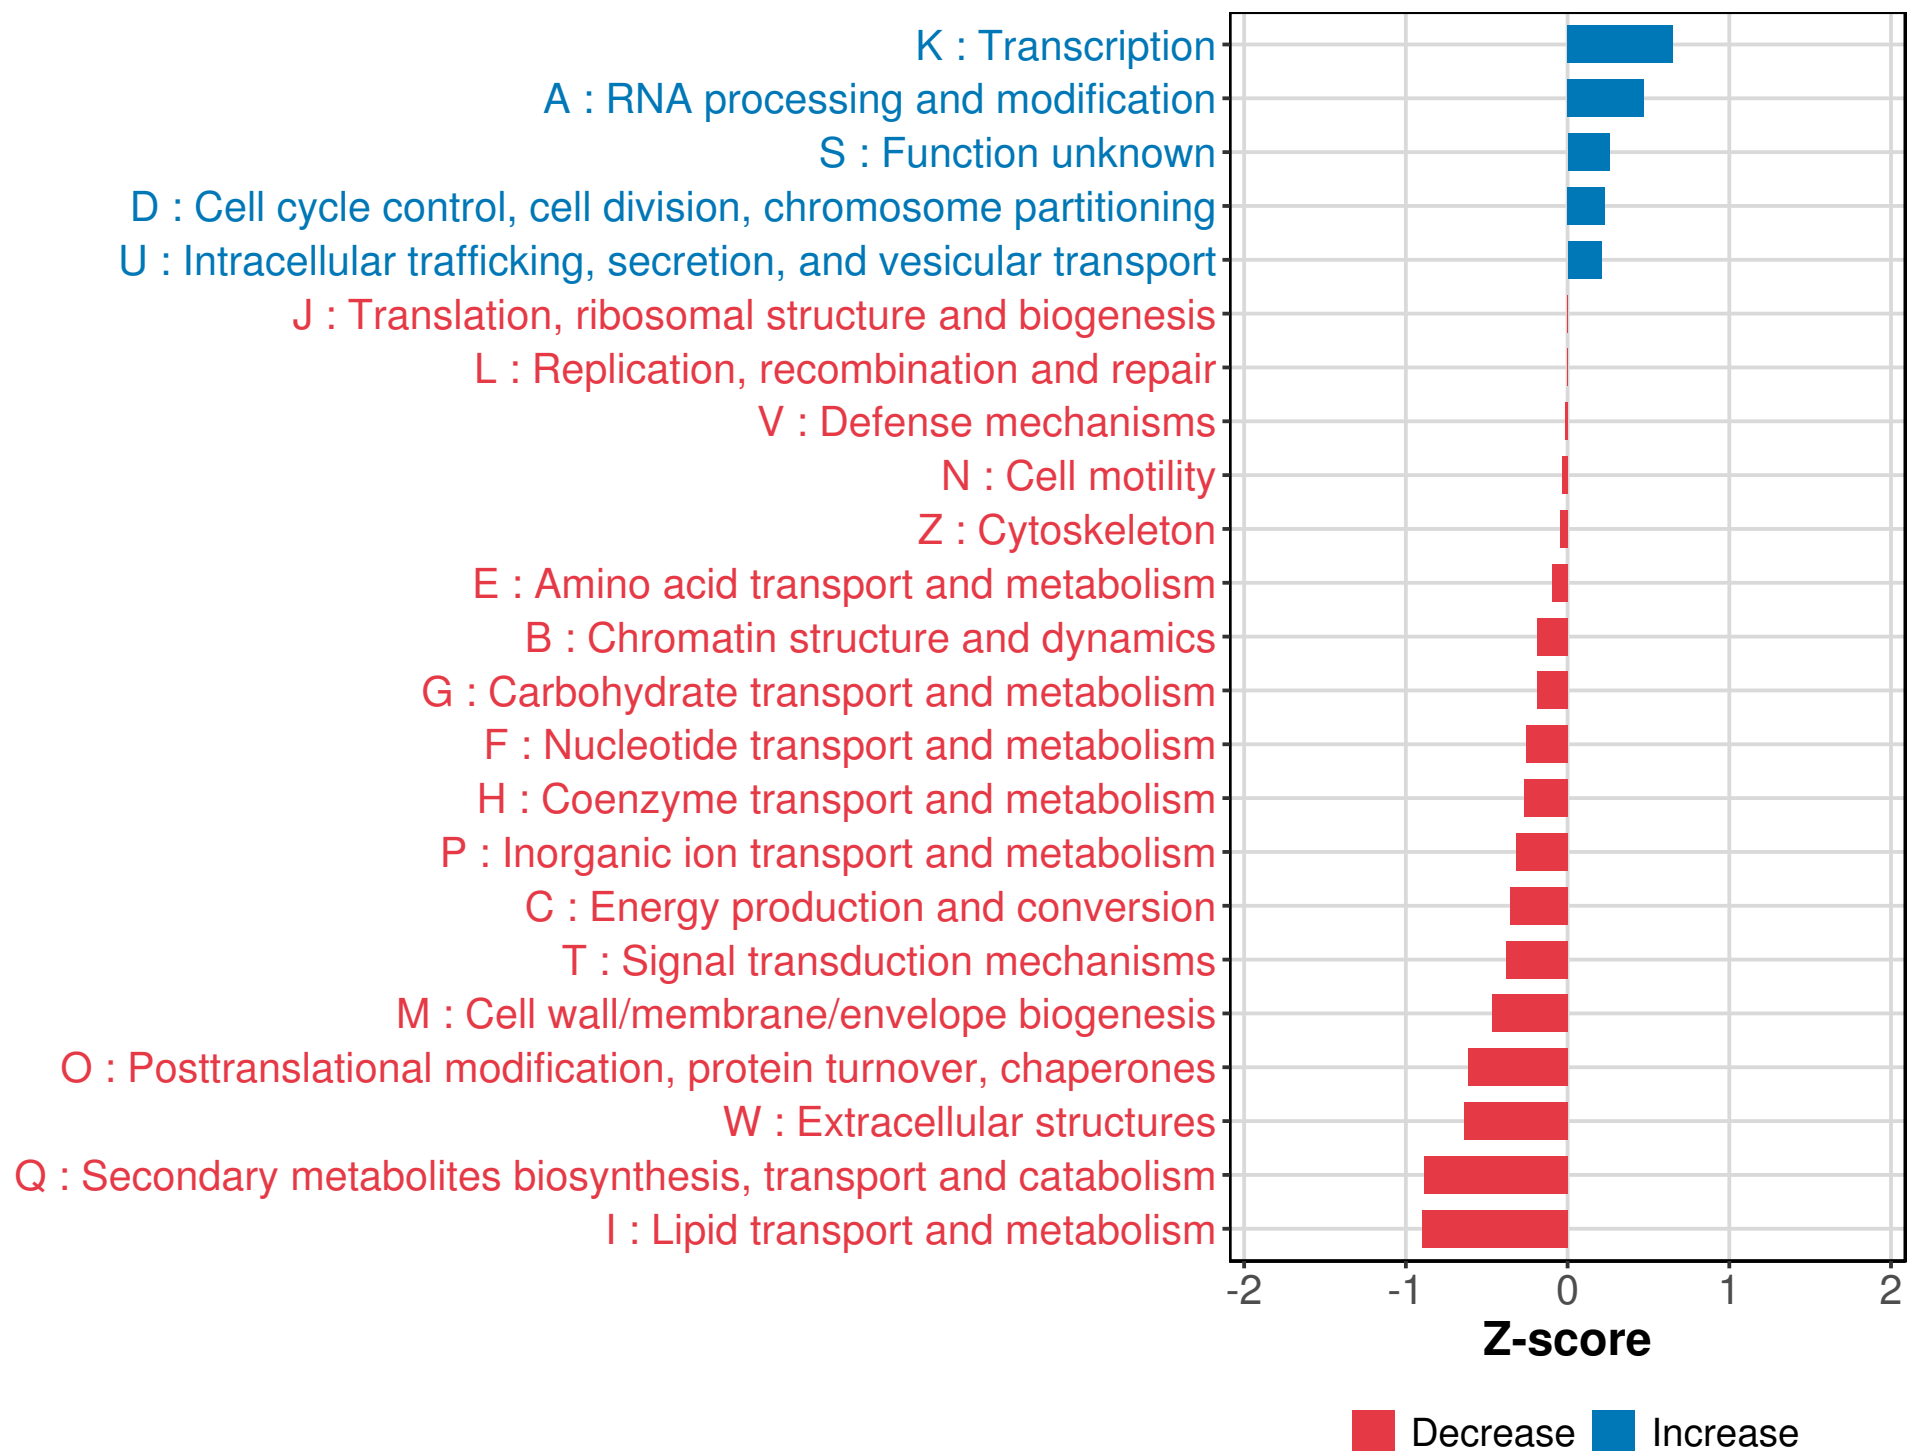 K : Transcription
A : RNA processing and modification
S : Function unknown
D : Cell cycle control, cell division, chromosome partitioning
U : Intracellular trafficking, secretion, and vesicular transport
J : Translation, ribosomal structure and biogenesis
L : Replication, recombination and repair
V : Defense mechanisms
N : Cell motility
Z : Cytoskeleton
E : Amino acid transport and metabolism
B : Chromatin structure and dynamics
G : Carbohydrate transport and metabolism
F : Nucleotide transport and metabolism
H : Coenzyme transport and metabolism
P : Inorganic ion transport and metabolism
C : Energy production and conversion
T : Signal transduction mechanisms
M : Cell wall/membrane/envelope biogenesis
O : Posttranslational modification, protein turnover, chaperones
W : Extracellular structures
Q : Secondary metabolites biosynthesis, transport and catabolism
I : Lipid transport and metabolism
-2 -1 0 1 2
Z-score
Decrease Increase